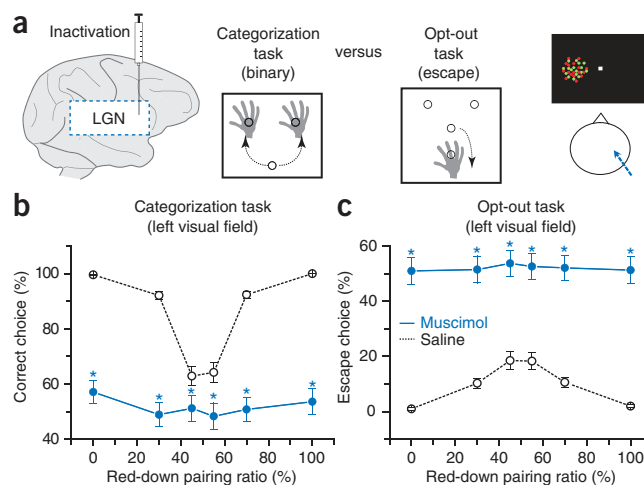 a
Inactivation
LGN
Categorization
task
(binary)
versus
Opt-out
task
(escape)
b
Categorization task
(left visual field)
Correct choice (%)
100
80
60
40
*
*
*
*
*
*
0
20
40
60
80
100
Red-down pairing ratio (%)
c
Opt-out task
(left visual field)
Escape choice (%)
60
40
20
0
*
*
*
*
*
*
Muscimol
Saline
0
20
40
60
80
100
Red-down pairing ratio (%)